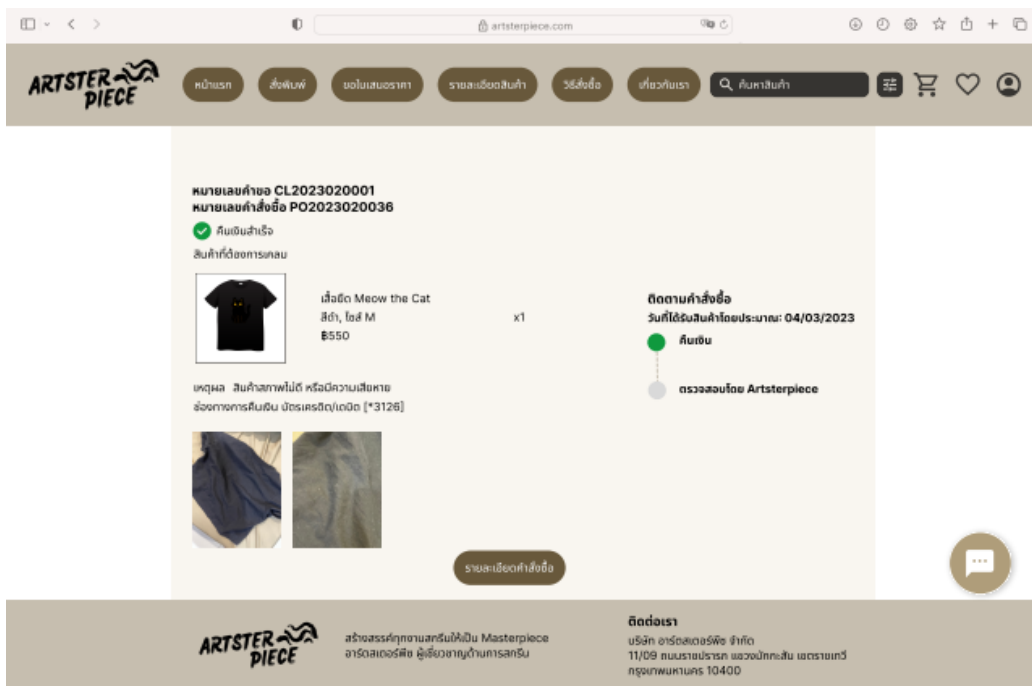 artsterpiece.com
ARTSTER
PIECE
หน้าแรก
สั่งพิมพ์
ขอใบเสนอราคา
รายละเอียดสินค้า
วิธีสั่งซื้อ
เกี่ยวกับเรา
ค้นหาสินค้า
หมายเลขคำขอ CL2023020001
หมายเลขคำสั่งซื้อ PO2023020036
คืนเงินสำเร็จ
สินค้าที่ต้องการเคลม
เสื้อยืด Meow the Cat
สีดำ, ไซส์ M
x1
฿550
ติดตามคำสั่งซื้อ
วันที่ได้รับสินค้าโดยประมาณ: 04/03/2023
คืนเงิน
ตรวจสอบโดย Artsterpiece
เหตุผล สินค้าสภาพไม่ดี หรือมีความเสียหาย
ช่องทางการคืนเงิน บัตรเครดิต/เดบิต [*3126]
รายละเอียดคำสั่งซื้อ
ARTSTER
PIECE
สร้างสรรค์ทุกงานสกรีนให้เป็น Masterpiece
อาร์ตสเตอร์พีซ ผู้เชี่ยวชาญด้านการสกรีน
ติดต่อเรา
บริษัท อาร์ตสเตอร์พีซ จำกัด
11/09 ถนนราชปรารภ แขวงมักกะสัน เขตราชเทวี
กรุงเทพมหานคร 10400